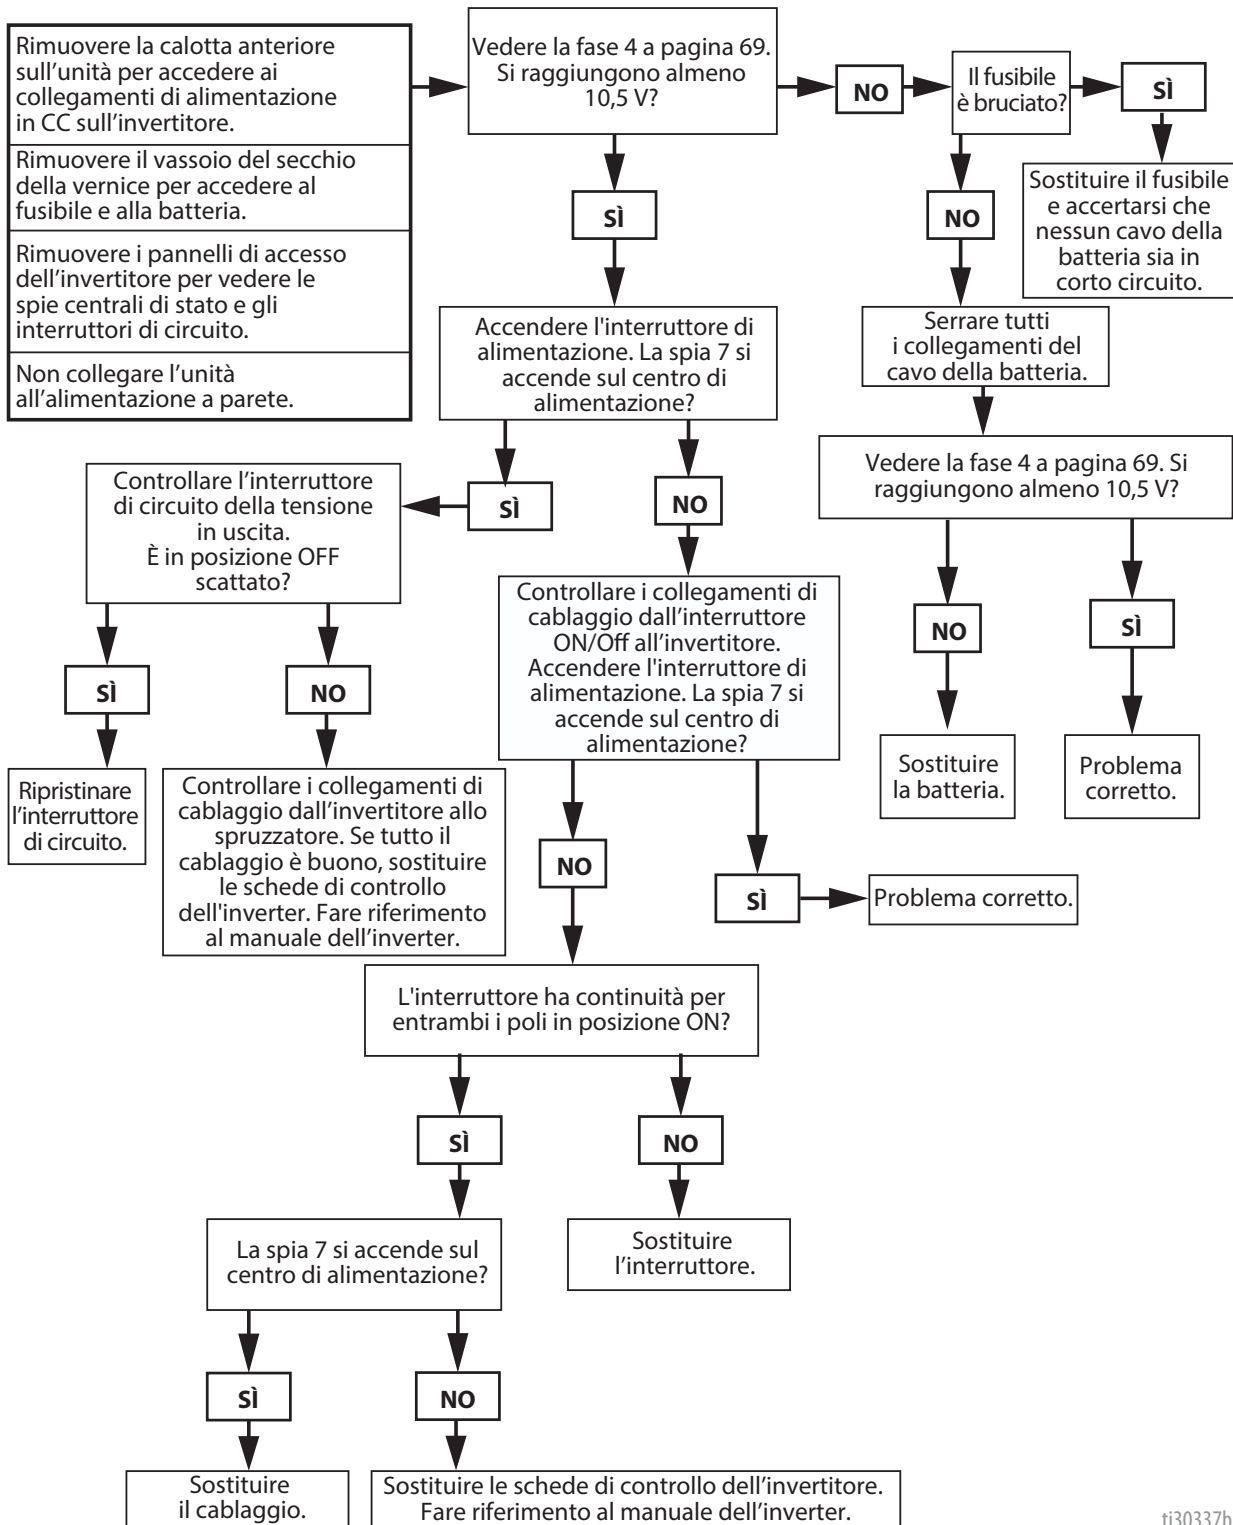 Rimuovere la calotta anteriore
sull'unità per accedere ai
collegamenti di alimentazione
in CC sull'invertitore.
Rimuovere il vassoio del secchio
della vernice per accedere al
fusibile e alla batteria.
Rimuovere i pannelli di accesso
dell'invertitore per vedere le
spie centrali di stato e gli
interruttori di circuito.
Non collegare l'unità
all'alimentazione a parete.
Vedere la fase 4 a pagina 69.
Si raggiungono almeno
10,5 V?
NO
Il fusibile
è bruciato?
SÌ
Sostituire il fusibile
e accertarsi che
nessun cavo della
batteria sia in
corto circuito.
NO
Serrare tutti
i collegamenti del
cavo della batteria.
Vedere la fase 4 a pagina 69. Si
raggiungono almeno 10,5 V?
NO
SÌ
Sostituire
la batteria.
Problema
corretto.
SÌ
Accendere l'interruttore di
alimentazione. La spia 7 si
accende sul centro di
alimentazione?
SÌ
NO
Controllare l'interruttore
di circuito della tensione
in uscita.
È in posizione OFF
scattato?
SÌ
NO
Ripristinare
l'interruttore
di circuito.
Controllare i collegamenti di
cablaggio dall'invertitore allo
spruzzatore. Se tutto il
cablaggio è buono, sostituire
le schede di controllo
dell'inverter. Fare riferimento
al manuale dell'inverter.
Controllare i collegamenti di
cablaggio dall'interruttore
ON/Off all'invertitore.
Accendere l'interruttore di
alimentazione. La spia 7 si
accende sul centro di
alimentazione?
NO
SÌ
Problema corretto.
L'interruttore ha continuità per
entrambi i poli in posizione ON?
SÌ
NO
La spia 7 si accende sul
centro di alimentazione?
Sostituire
l'interruttore.
SÌ
NO
Sostituire
il cablaggio.
Sostituire le schede di controllo dell'invertitore.
Fare riferimento al manuale dell'inverter.
ti30337b